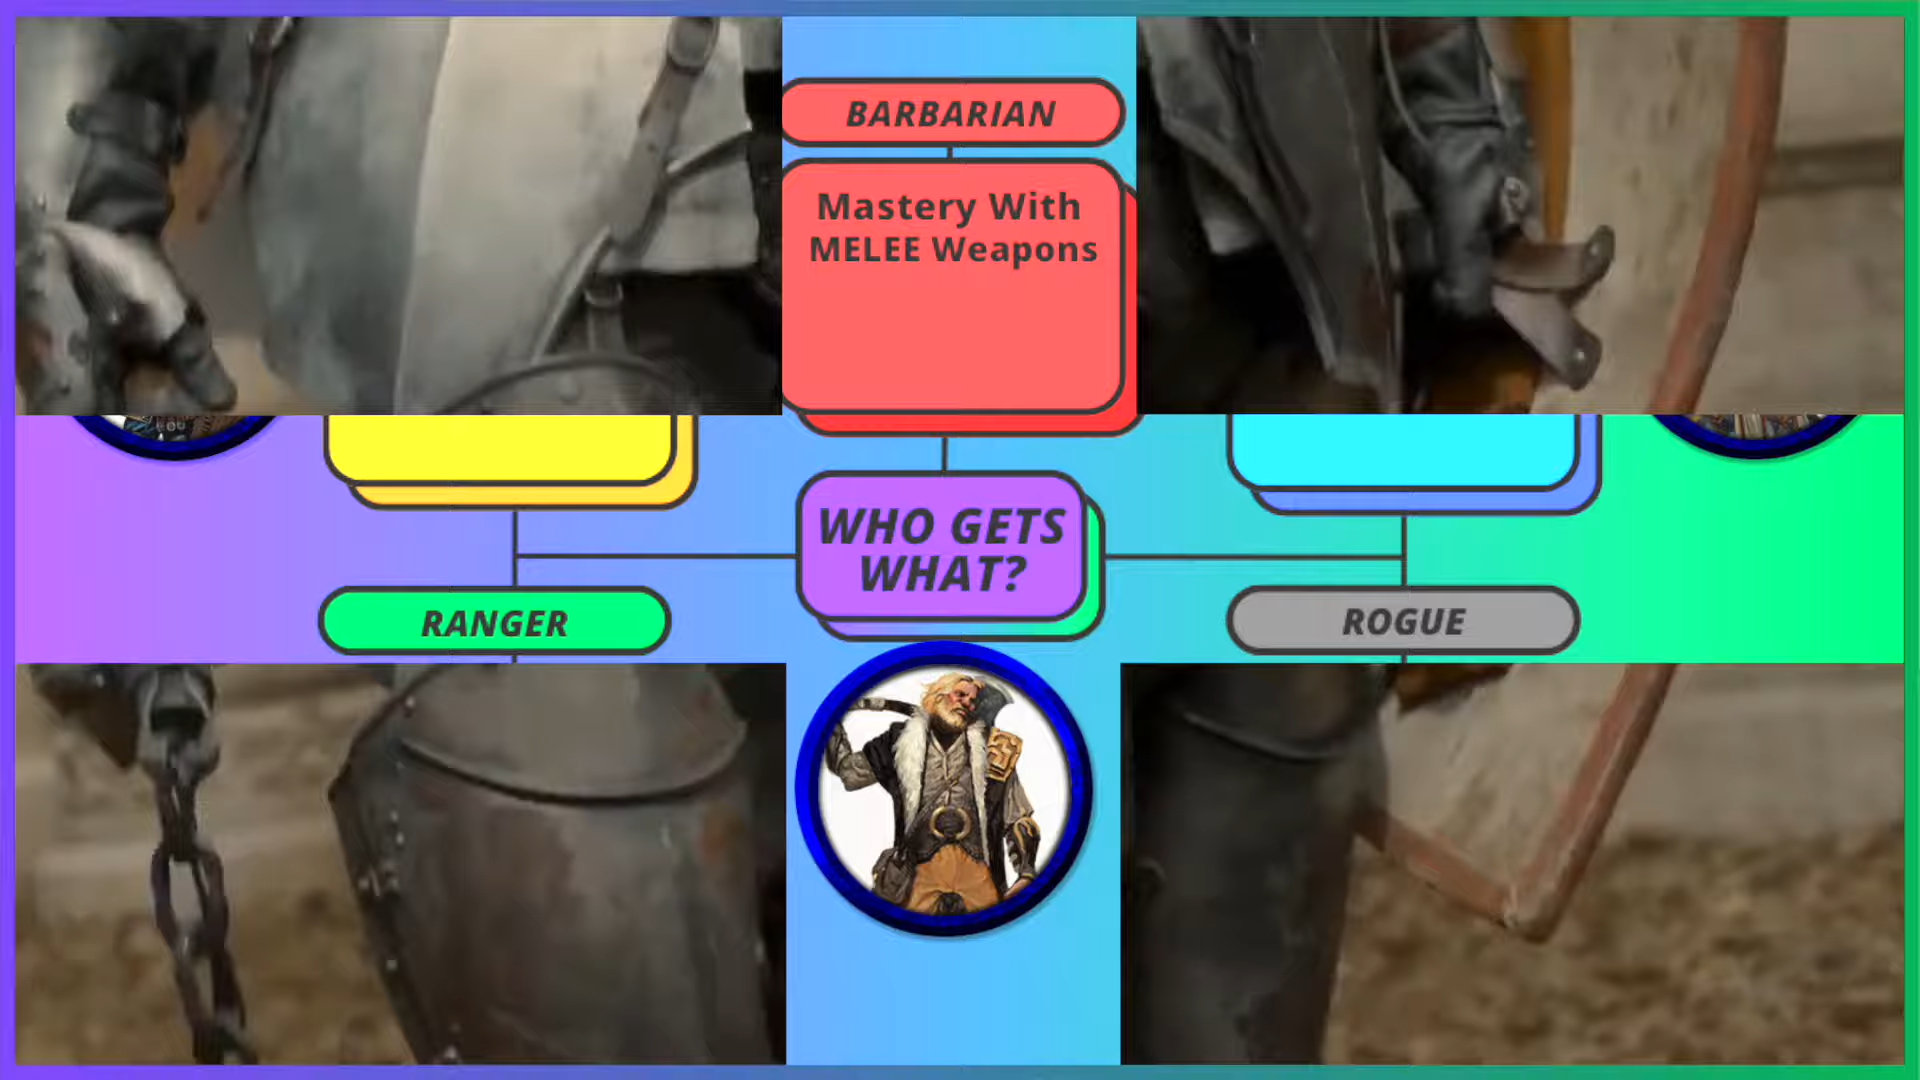 BARBARIAN
Mastery With
MELEE Weapons
WHO GETS
WHAT?
RANGER
ROGUE